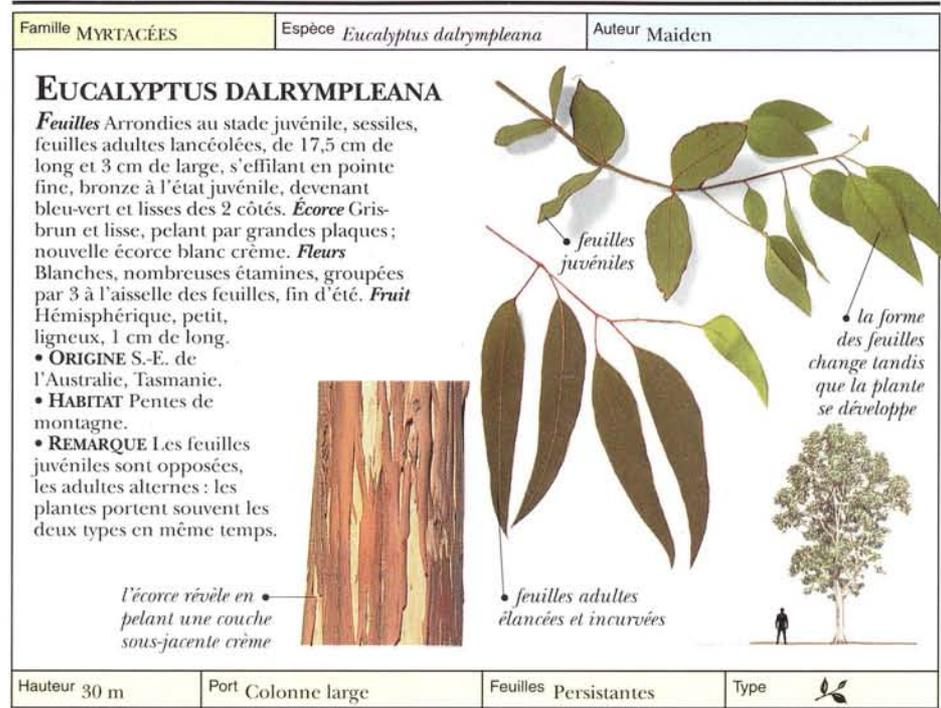 Famille MYRTACÉES Espèce Eucalyptus dalrympleana Auteur Maiden
EUCALYPTUS DALRYMPLEANA
Feuilles Arrondies au stade juvénile, sessiles,
feuilles adultes lancéolées, de 17,5 cm de
long et 3 cm de large, s'effilant en pointe
fine, bronze à l'état juvénile, devenant
bleu-vert et lisses des 2 côtés. Écorce Gris-
brun et lisse, pelant par grandes plaques ;
nouvelle écorce blanc crème. Fleurs
Blanches, nombreuses étamines, groupées
par 3 à l'aisselle des feuilles, fin d'été. Fruit
Hémisphérique, petit,
ligneux, 1 cm de long.
• ORIGINE S.-E. de
l'Australie, Tasmanie.
• HABITAT Pentes de
montagne.
• REMARQUE Les feuilles
juvéniles sont opposées,
les adultes alternes : les
plantes portent souvent les
deux types en même temps.
feuilles
juvéniles
la forme
des feuilles
change tandis
que la plante
se développe
l'écorce révèle en
pelant une couche
sous-jacente crème
feuilles adultes
élancées et incurvées
Hauteur 30 m Port Colonne large Feuilles Persistantes Type